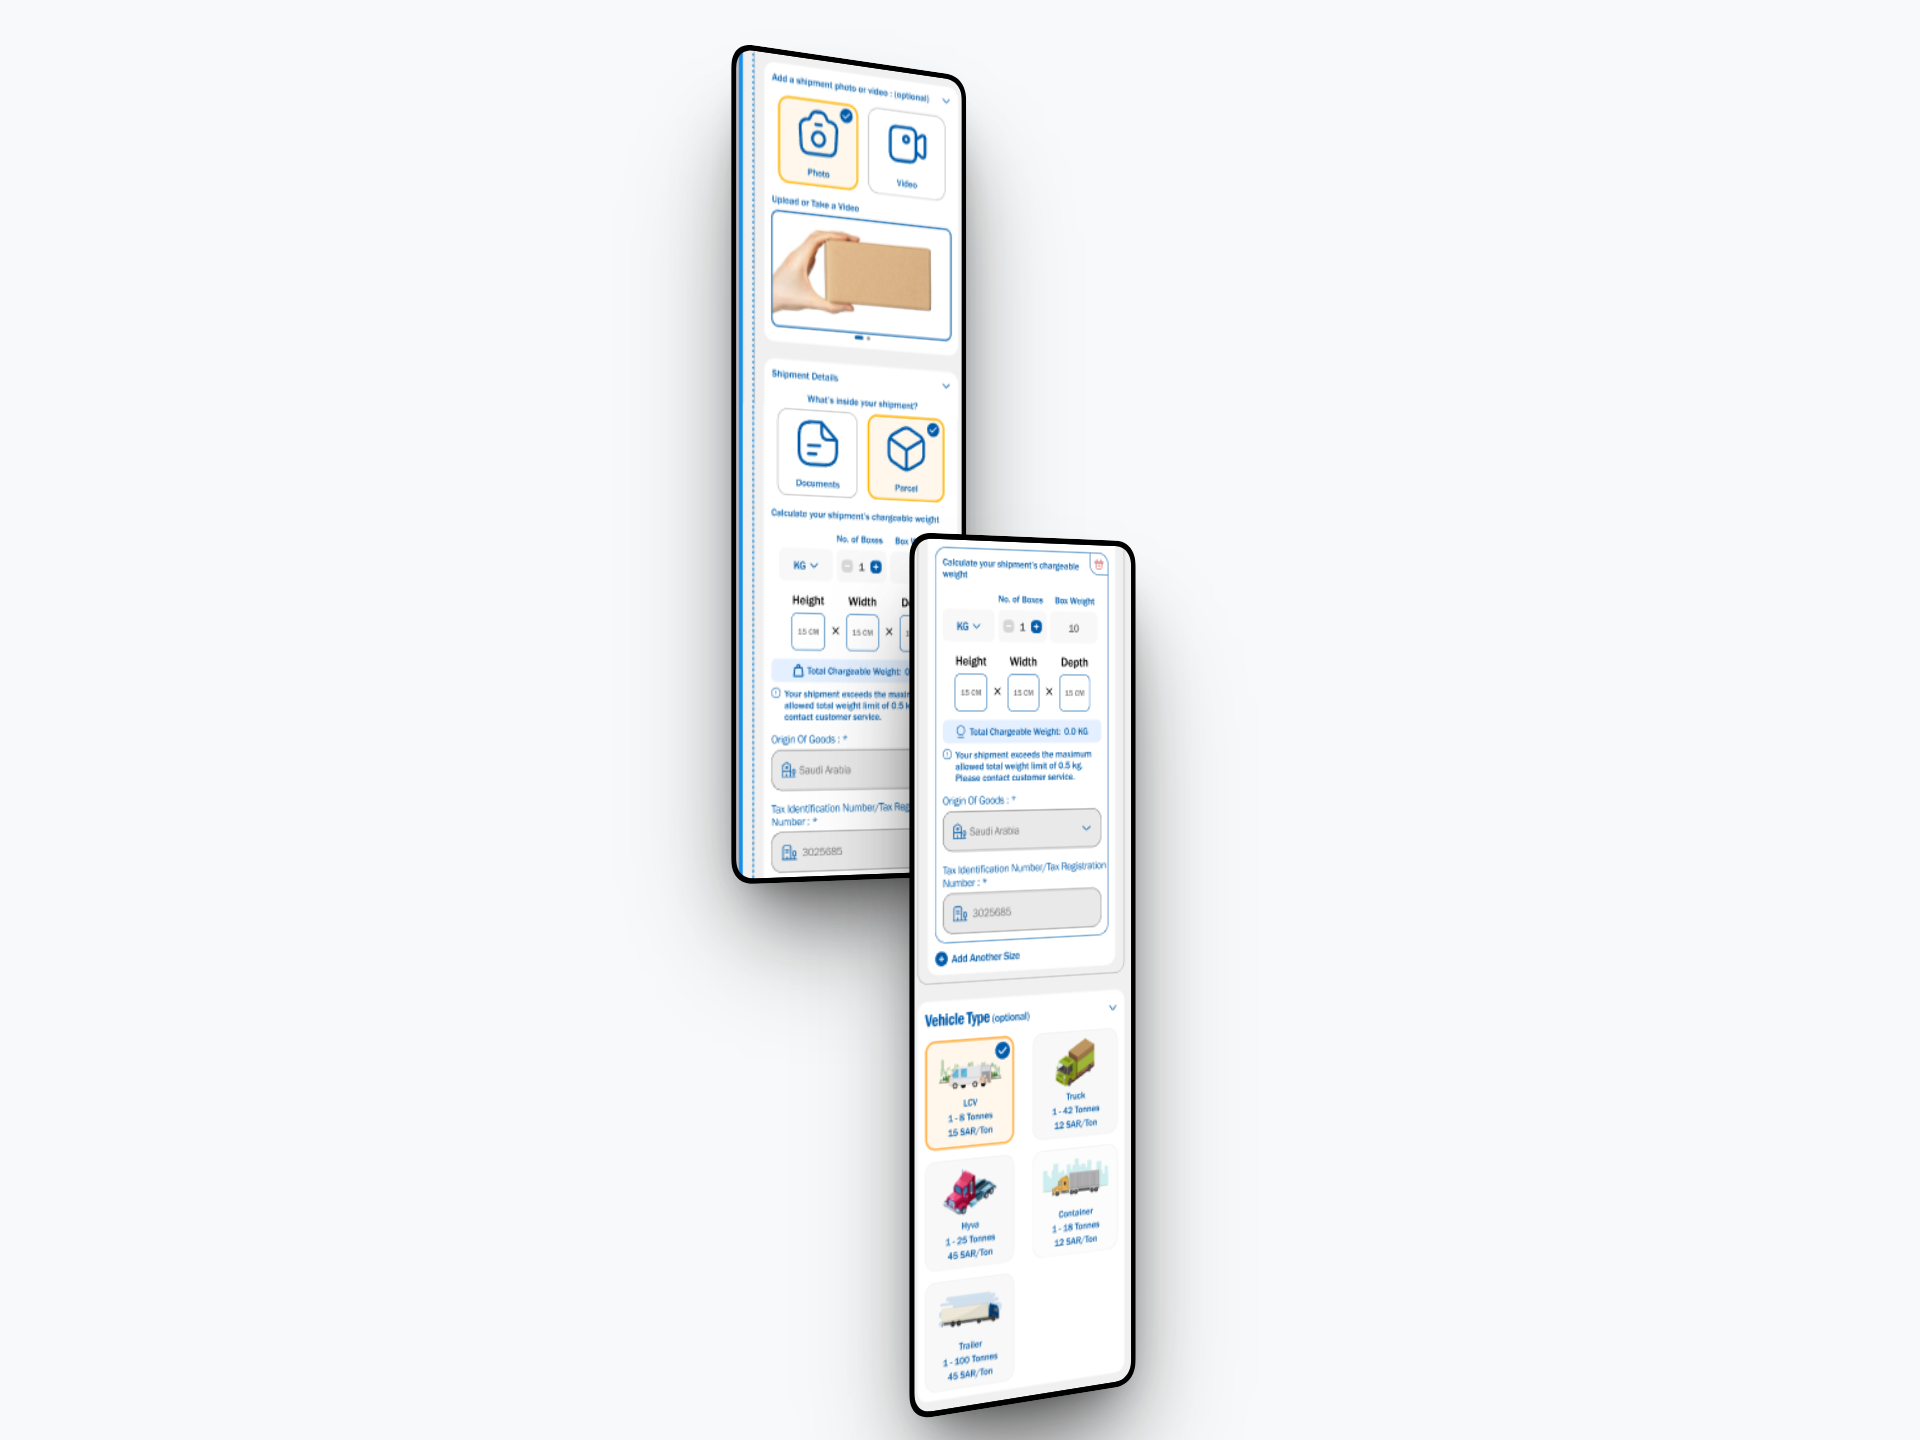 Add a shipment photo or video : (optional)
Photo
Video
Upload or Take a Video
Shipment Details
What's inside your shipment?
Documents
Parcel
Calculate your shipment's chargeable weight
No. of Boxes
Box
KG
1
Height
Width
15 CM
×
15 CM
×
Total Chargeable Weight:
Your shipment exceeds the
allowed total weight limit of 0.5
contact customer service.
Origin Of Goods : *
Saudi Arabia
Tax Identification Number/Tax
Number : *
3025685
Calculate your shipment's chargeable
weight
No. of Boxes
Box Weight
KG
1
10
Height
Width
Depth
15 CM
×
15 CM
×
15 CM
Total Chargeable Weight: 0.0 KG
Your shipment exceeds the maximum
allowed total weight limit of 0.5 kg.
Please contact customer service.
Origin Of Goods : *
Saudi Arabia
Tax Identification Number/Tax Registration
Number : *
3025685
Add Another Size
Vehicle Type (optional)
LCV
1 - 8 Tonnes
15 SAR/Ton
Truck
1 - 42 Tonnes
12 SAR/Ton
Hyva
1 - 25 Tonnes
45 SAR/Ton
Container
1 - 18 Tonnes
12 SAR/Ton
Trailer
1 - 100 Tonnes
45 SAR/Ton